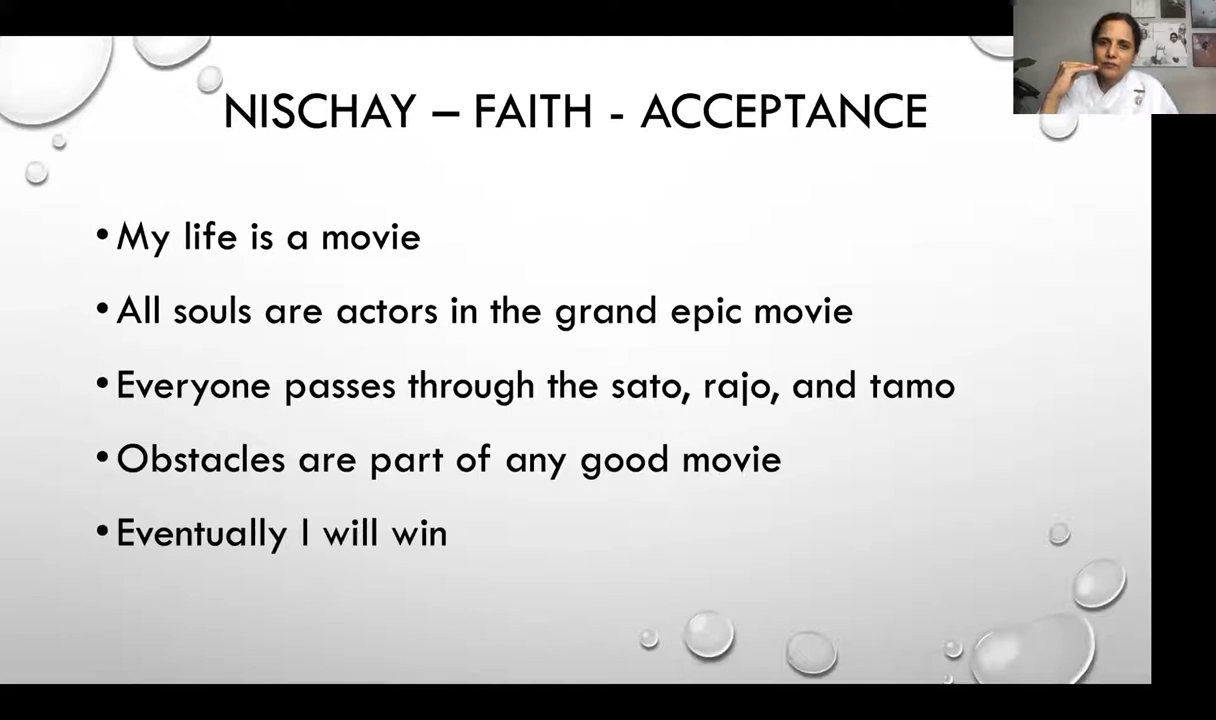 NISCHAY – FAITH - ACCEPTANCE
•My life is a movie
•All souls are actors in the grand epic movie
•Everyone passes through the sato, rajo, and tamo
•Obstacles are part of any good movie
•Eventually I will win